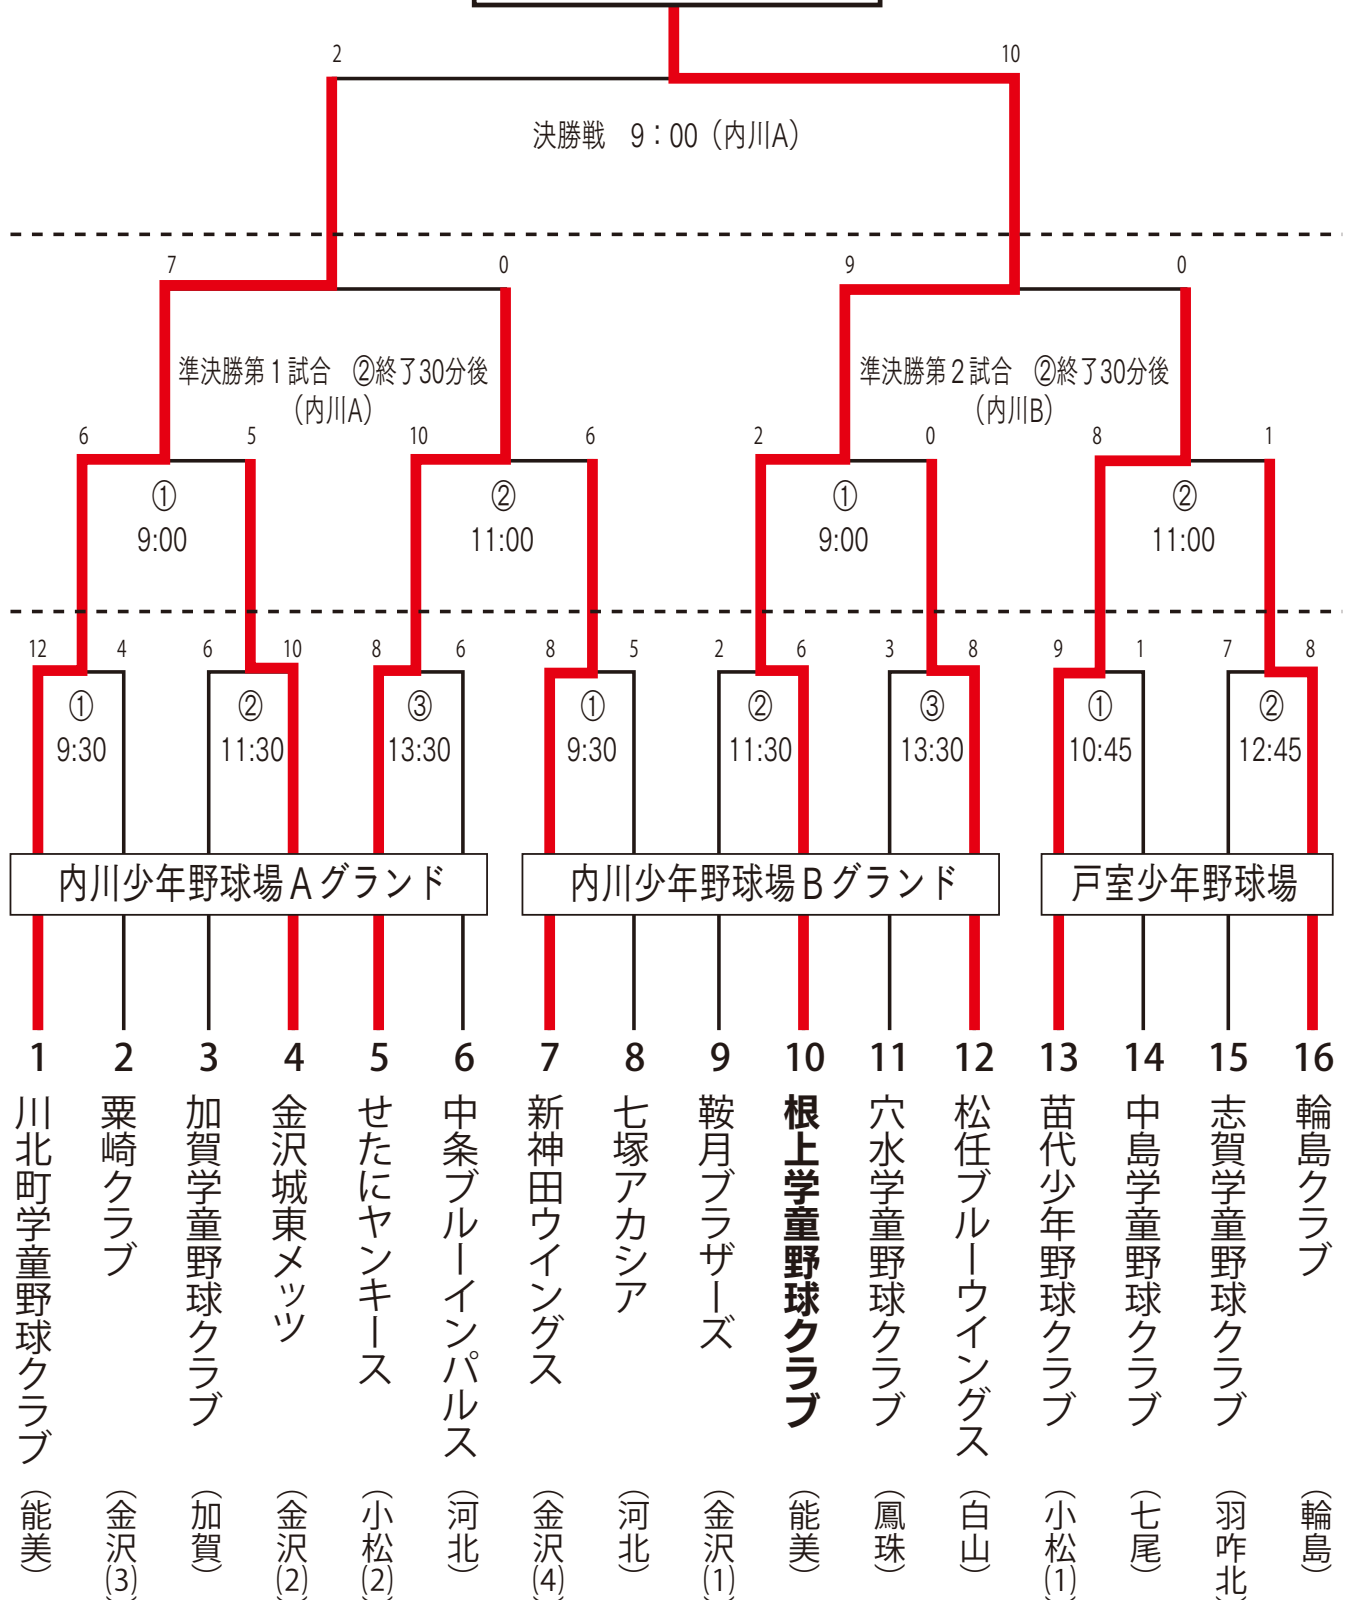 2 10
決勝戦 9：00（内川A）
7 0 9 0
準決勝第１試合 ②終了30分後
（内川A）
準決勝第２試合 ②終了30分後
（内川B）
6 5 10 6 2 0 8 1
① ② ① ②
9:00 11:00 9:00 11:00
12 4 6 10 8 6 8 5 2 6 3 8 9 1 7 8
① ② ③ ① ② ③ ① ②
9:30 11:30 13:30 9:30 11:30 13:30 10:45 12:45
内川少年野球場Ａグランド
内川少年野球場Ｂグランド
戸室少年野球場
1 川北町学童野球クラブ（能美）
2 粟崎クラブ（金沢(3)
3 加賀学童野球クラブ（加賀）
4 金沢城東メッツ（金沢(2)
5 せたにヤンキース（小松(2)
6 中条ブルーインパルス（河北）
7 新神田ウイングス（金沢(4)
8 七塚アカシア（河北）
9 鞍月ブラザーズ（金沢(1)
10 根上学童野球クラブ（能美）
11 穴水学童野球クラブ（鳳珠）
12 松任ブルーウイングス（白山）
13 苗代少年野球クラブ（小松(1)
14 中島学童野球クラブ（七尾）
15 志賀学童野球クラブ（羽咋北）
16 輪島クラブ（輪島）